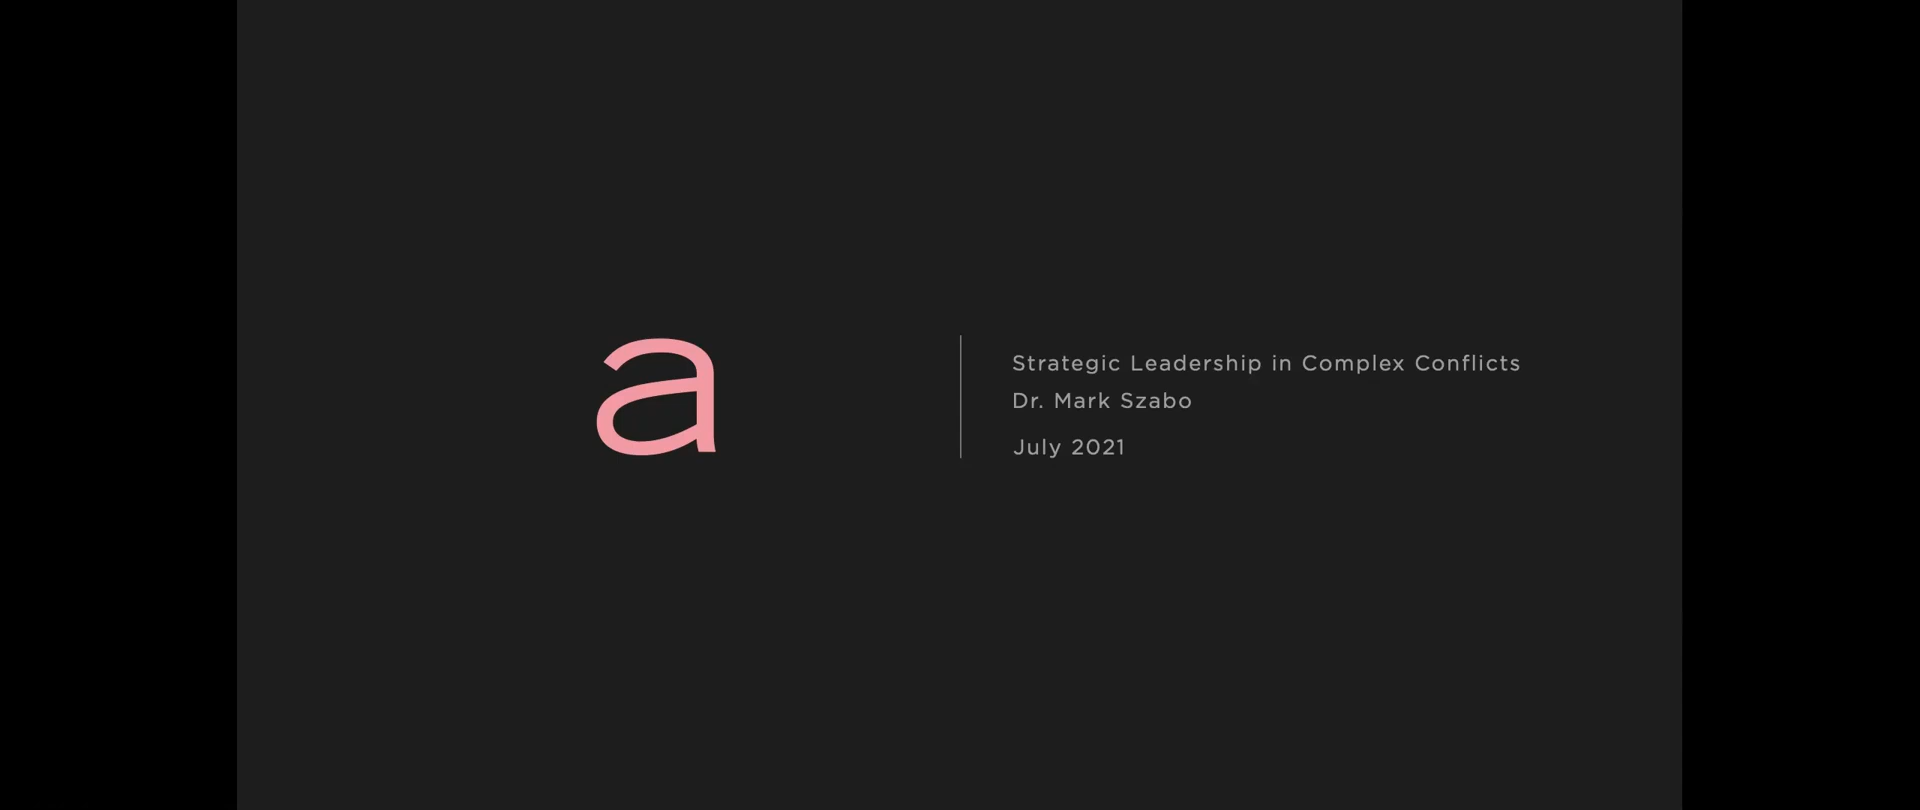 a
Strategic Leadership in Complex Conflicts
Dr. Mark Szabo
July 2021